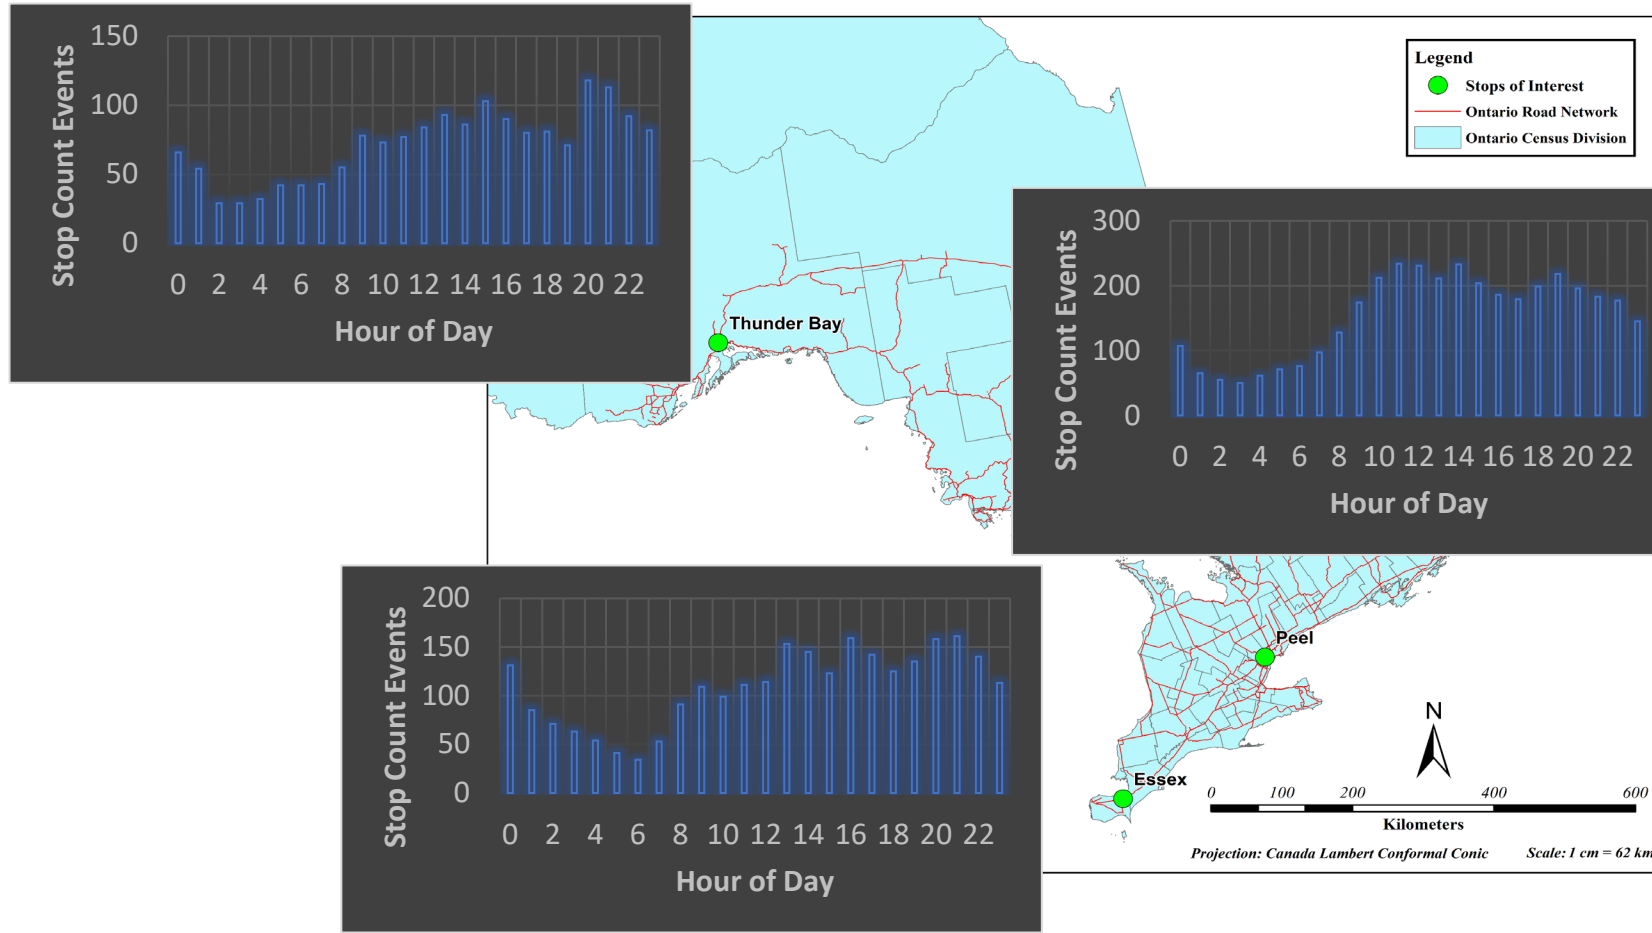 150
100
50
0
Stop Count Events
0 2 4 6 8 10 12 14 16 18 20 22
Hour of Day
Legend
Stops of Interest
Ontario Road Network
Ontario Census Division
Thunder Bay
300
200
100
0
Stop Count Events
0 2 4 6 8 10 12 14 16 18 20 22
Hour of Day
200
150
100
50
0
Stop Count Events
0 2 4 6 8 10 12 14 16 18 20 22
Hour of Day
Peel
Essex
N
0 100 200 400 600
Kilometers
Projection: Canada Lambert Conformal Conic Scale: 1 cm = 62 km